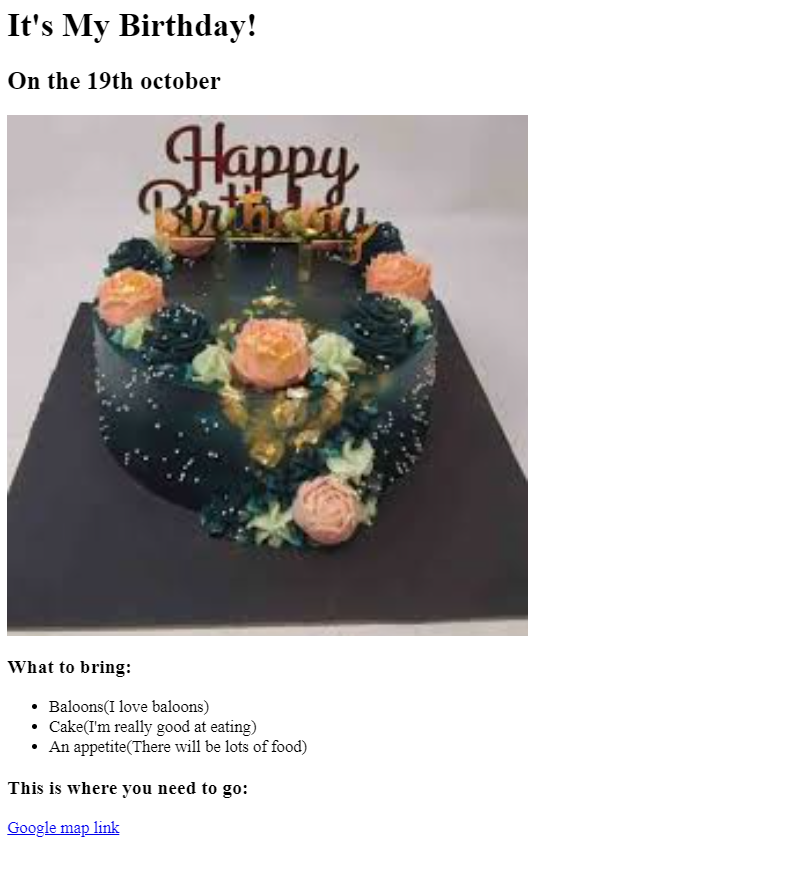 It's My Birthday!
On the 19th october
Happy
Birthday
What to bring:
Baloons(I love baloons)
Cake(I'm really good at eating)
An appetite(There will be lots of food)
This is where you need to go:
Google map link